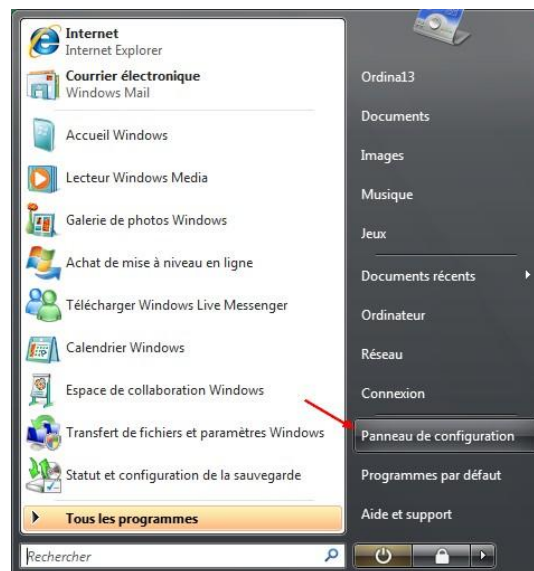 Internet
Internet Explorer
Courrier électronique
Windows Mail
Accueil Windows
Lecteur Windows Media
Galerie de photos Windows
Achat de mise à niveau en ligne
Télécharger Windows Live Messenger
Calendrier Windows
Espace de collaboration Windows
Transfert de fichiers et paramètres Windows
Statut et configuration de la sauvegarde
Tous les programmes
Rechercher
Ordina13
Documents
Images
Musique
Jeux
Documents récents
Ordinateur
Réseau
Connexion
Panneau de configuration
Programmes par défaut
Aide et support